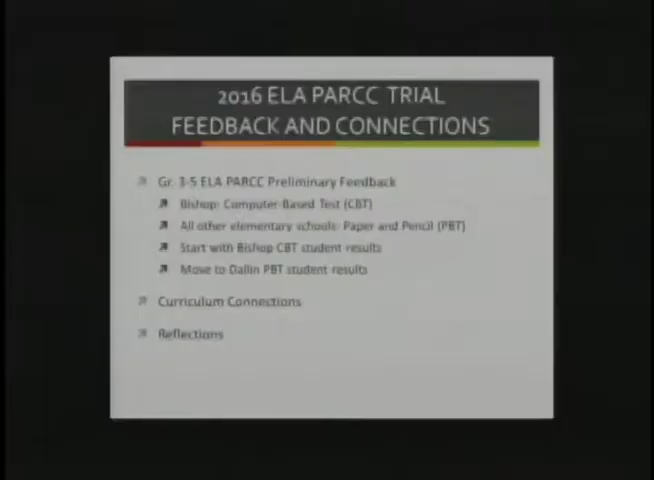 2016 ELA PARCC TRIAL
FEEDBACK AND CONNECTIONS
Gr. 3-5 ELA PARCC Preliminary Feedback
Bishop: Computer-Based Test (CBT)
All other elementary schools: Paper and Pencil (PBT)
Start with Bishop CBT student results
Move to Dallin PBT student results
Curriculum Connections
Reflections